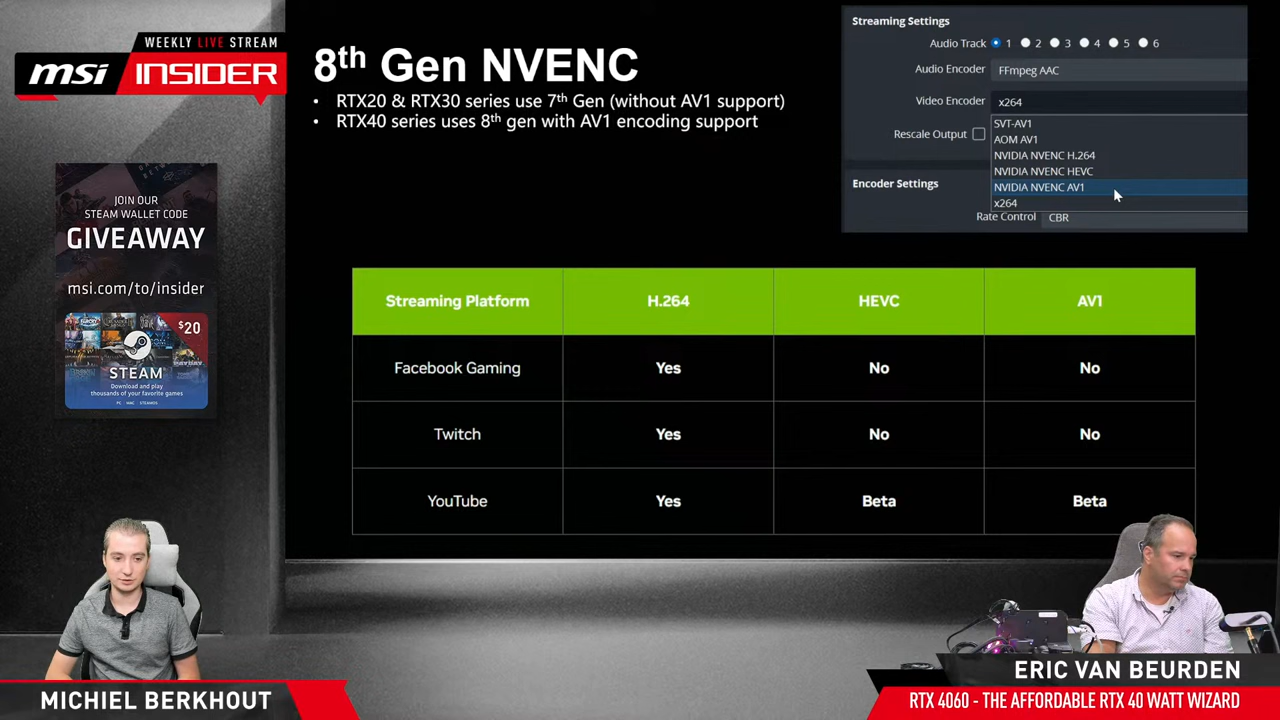 WEEKLY LIVE STREAM
msi INSIDER
JOIN OUR
STEAM WALLET CODE
GIVEAWAY
msi.com/to/insider
$20
STEAM
Download and play
thousands of your favorite games
8th Gen NVENC
• RTX20 & RTX30 series use 7th Gen (without AV1 support)
• RTX40 series uses 8th gen with AV1 encoding support
Streaming Settings
Audio Track 1 2 3 4 5 6
Audio Encoder FFmpeg AAC
Video Encoder x264
SVT-AV1
Rescale Output
AOM AV1
NVIDIA NVENC H.264
NVIDIA NVENC HEVC
Encoder Settings
NVIDIA NVENC AV1
x264
Rate Control CBR
Streaming Platform H.264 HEVC AV1
Facebook Gaming Yes No No
Twitch Yes No No
YouTube Yes Beta Beta
MICHIEL BERKHOUT
ERIC VAN BEURDEN
RTX 4060 - THE AFFORDABLE RTX 40 WATT WIZARD